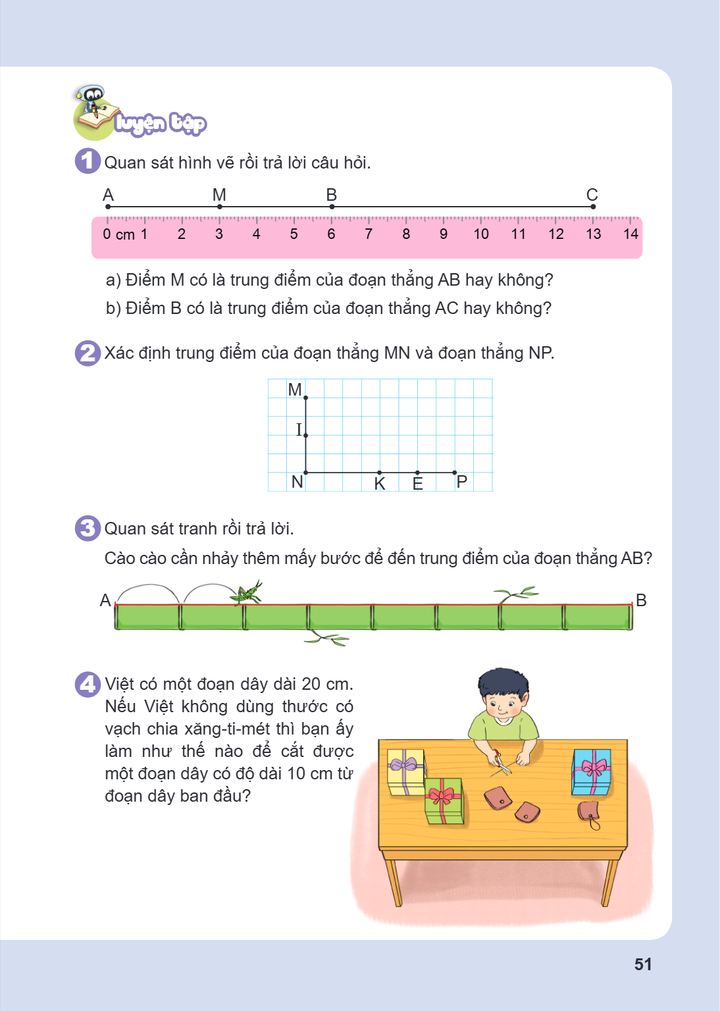 luyện tập
1 Quan sát hình vẽ rồi trả lời câu hỏi.
A M B C
0 cm 1 2 3 4 5 6 7 8 9 10 11 12 13 14
a) Điểm M có là trung điểm của đoạn thẳng AB hay không?
b) Điểm B có là trung điểm của đoạn thẳng AC hay không?
2 Xác định trung điểm của đoạn thẳng MN và đoạn thẳng NP.
M
I
N K E P
3 Quan sát tranh rồi trả lời.
Cào cào cần nhảy thêm mấy bước để đến trung điểm của đoạn thẳng AB?
A B
4 Việt có một đoạn dây dài 20 cm.
Nếu Việt không dùng thước có
vạch chia xăng-ti-mét thì bạn ấy
làm như thế nào để cắt được
một đoạn dây có độ dài 10 cm từ
đoạn dây ban đầu?
51